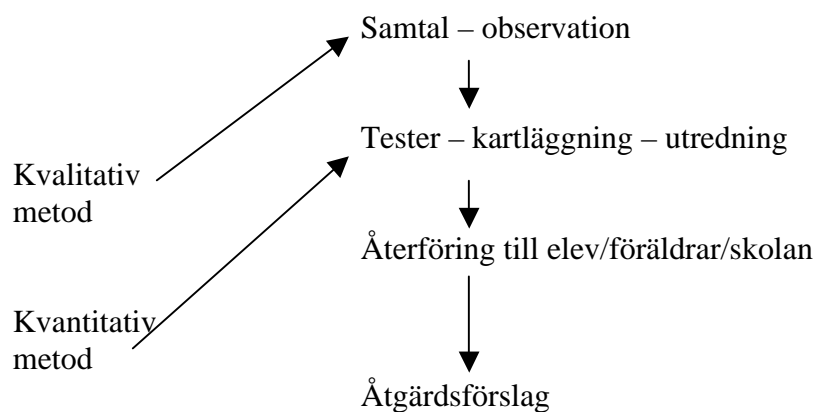 Samtal – observation
Tester – kartläggning – utredning
Kvalitativ
metod
Återföring till elev/föräldrar/skolan
Kvantitativ
metod
Åtgärdsförslag